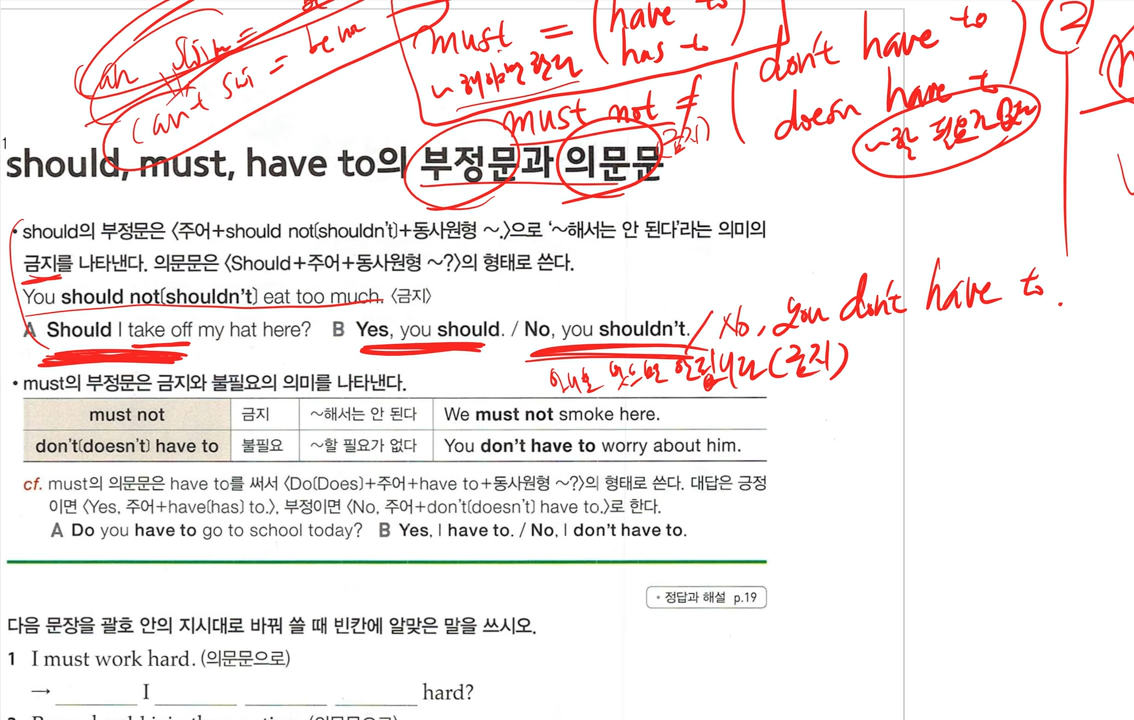 Can swim =
can't swi = be
must = (have to
has to
~해야만 한다
must not ≠ (don't have to
(금지)
doesn have to
~할 필요가 없다
2
1
should, must, have to의 부정문과 의문문
• should의 부정문은 〈주어+should not(shouldn't)+동사원형 ~.〉으로 '~해서는 안 된다'라는 의미의
금지를 나타낸다. 의문문은 〈Should+주어+동사원형 ~?〉의 형태로 쓴다.
You should not(shouldn't) eat too much. 〈금지〉
A Should I take off my hat here? B Yes, you should. / No, you shouldn't. / No, you don't have to.
안됩니다 (금지)
• must의 부정문은 금지와 불필요의 의미를 나타낸다.
must not 금지 ~해서는 안 된다 We must not smoke here.
don't(doesn't) have to 불필요 ~할 필요가 없다 You don't have to worry about him.
cf. must의 의문문은 have to를 써서 〈Do(Does)+주어+have to+동사원형 ~?〉의 형태로 쓴다. 대답은 긍정
이면 〈Yes, 주어+have(has) to.〉, 부정이면 〈No, 주어+don't(doesn't) have to.〉로 한다.
A Do you have to go to school today? B Yes, I have to. / No, I don't have to.
• 정답과 해설 p.19
다음 문장을 괄호 안의 지시대로 바꿔 쓸 때 빈칸에 알맞은 말을 쓰시오.
1 I must work hard. (의문문으로)
→ ______ I ______ ______ ______ hard?